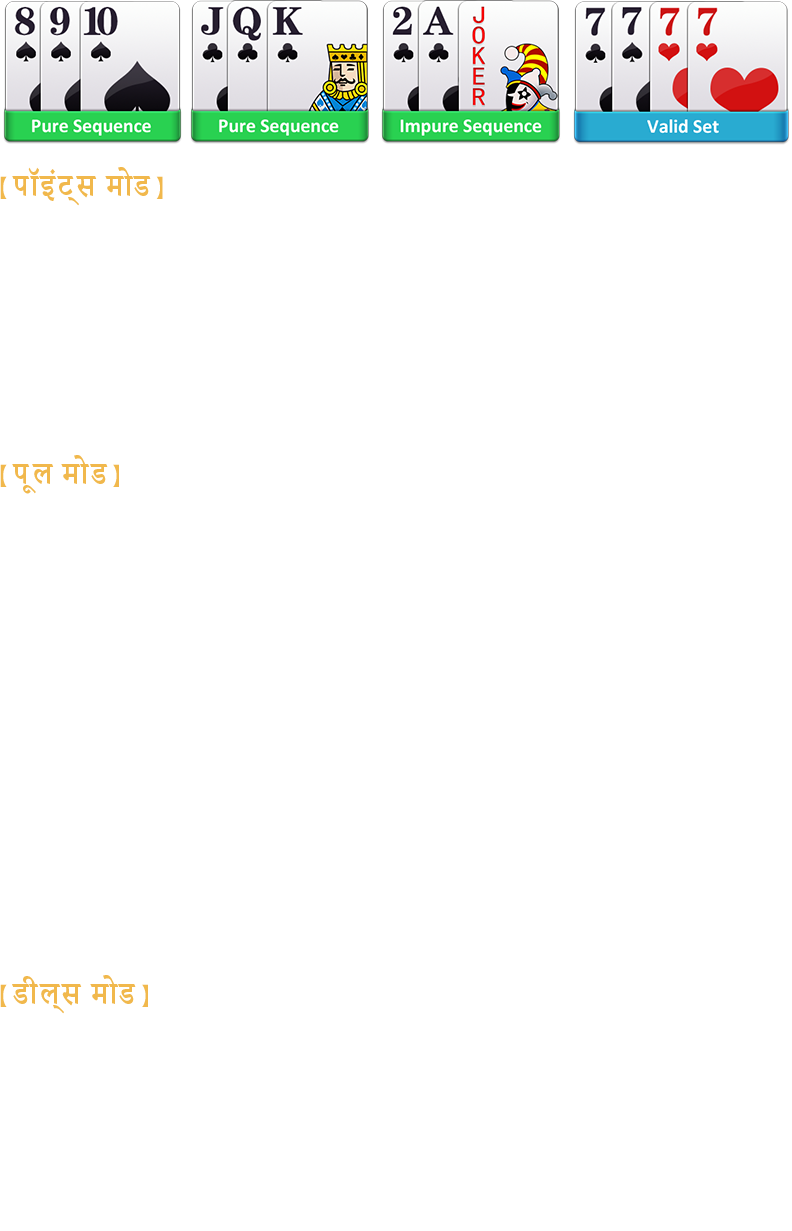 8 9 10 J Q K 2 A JOKER 7 7 7 7
Pure Sequence Pure Sequence Impure Sequence Valid Set
【पॉइंट्स मोड】
【पूल मोड】
【डील्स मोड】